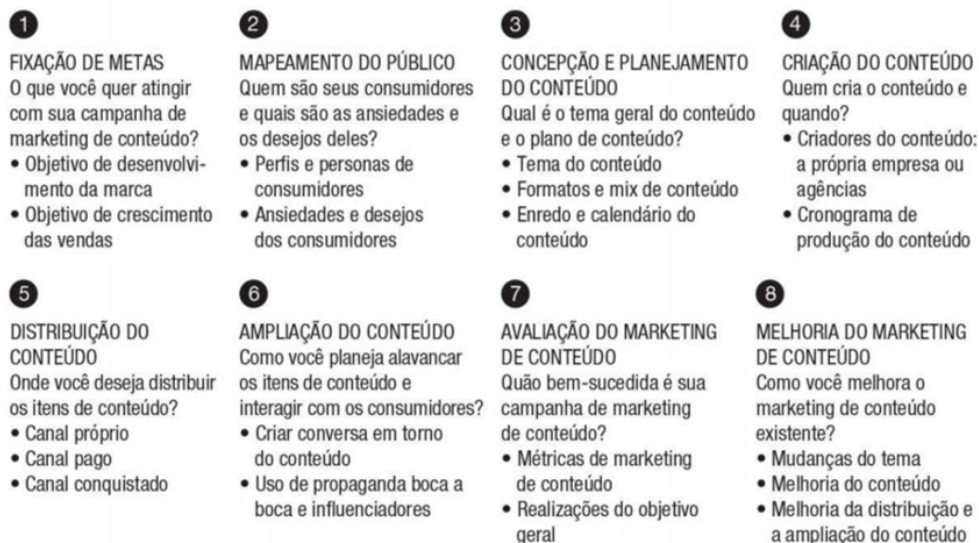 1
FIXAÇÃO DE METAS
O que você quer atingir
com sua campanha de
marketing de conteúdo?
• Objetivo de desenvolvi-
mento da marca
• Objetivo de crescimento
das vendas
2
MAPEAMENTO DO PÚBLICO
Quem são seus consumidores
e quais são as ansiedades e
os desejos deles?
• Perfis e personas de
consumidores
• Ansiedades e desejos
dos consumidores
3
CONCEPÇÃO E PLANEJAMENTO
DO CONTEÚDO
Qual é o tema geral do conteúdo
e o plano de conteúdo?
• Tema do conteúdo
• Formatos e mix de conteúdo
• Enredo e calendário do
conteúdo
4
CRIAÇÃO DO CONTEÚDO
Quem cria o conteúdo e
quando?
• Criadores do conteúdo:
a própria empresa ou
agências
• Cronograma de
produção do conteúdo
5
DISTRIBUIÇÃO DO
CONTEÚDO
Onde você deseja distribuir
os itens de conteúdo?
• Canal próprio
• Canal pago
• Canal conquistado
6
AMPLIAÇÃO DO CONTEÚDO
Como você planeja alavancar
os itens de conteúdo e
interagir com os consumidores?
• Criar conversa em torno
do conteúdo
• Uso de propaganda boca a
boca e influenciadores
7
AVALIAÇÃO DO MARKETING
DE CONTEÚDO
Quão bem-sucedida é sua
campanha de marketing
de conteúdo?
• Métricas de marketing
de conteúdo
• Realizações do objetivo
geral
8
MELHORIA DO MARKETING
DE CONTEÚDO
Como você melhora o
marketing de conteúdo
existente?
• Mudanças do tema
• Melhoria do conteúdo
• Melhoria da distribuição e
a ampliação do conteúdo